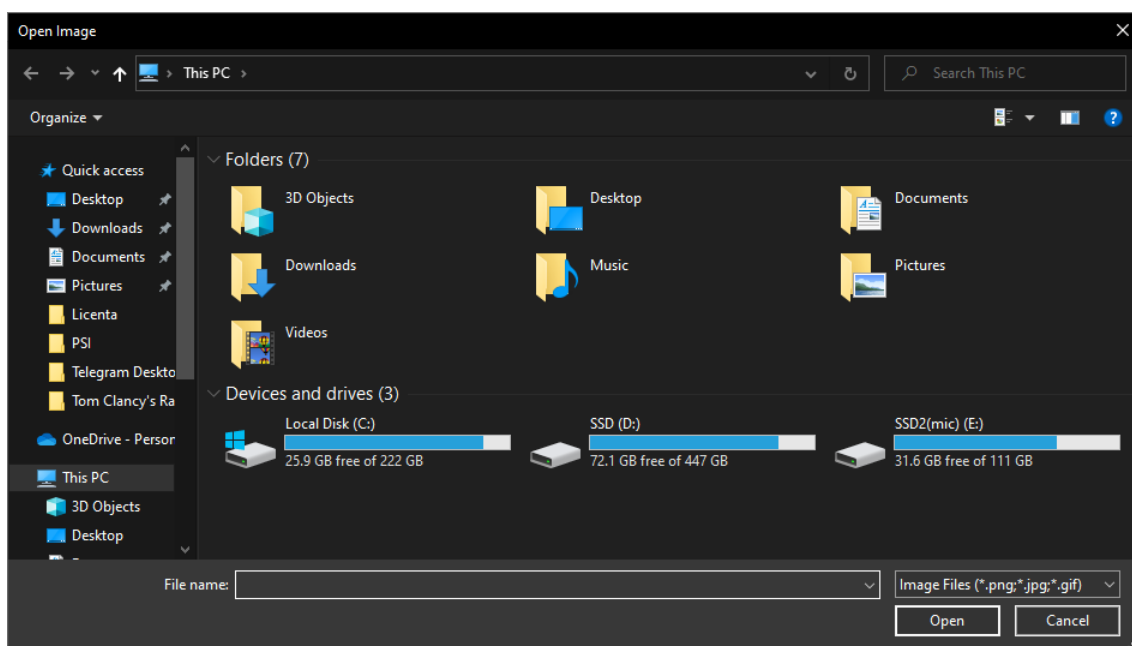 Open Image
This PC
Search This PC
Organize
?
Quick access
Desktop
Downloads
Documents
Pictures
Licenta
PSI
Telegram Deskto
Tom Clancy's Ra
OneDrive - Person
This PC
3D Objects
Desktop
Folders (7)
3D Objects
Desktop
Documents
Downloads
Music
Pictures
Videos
Devices and drives (3)
Local Disk (C:)
25.9 GB free of 222 GB
SSD (D:)
72.1 GB free of 447 GB
SSD2(mic) (E:)
31.6 GB free of 111 GB
File name:
Image Files (*.png;*.jpg;*.gif)
Open
Cancel